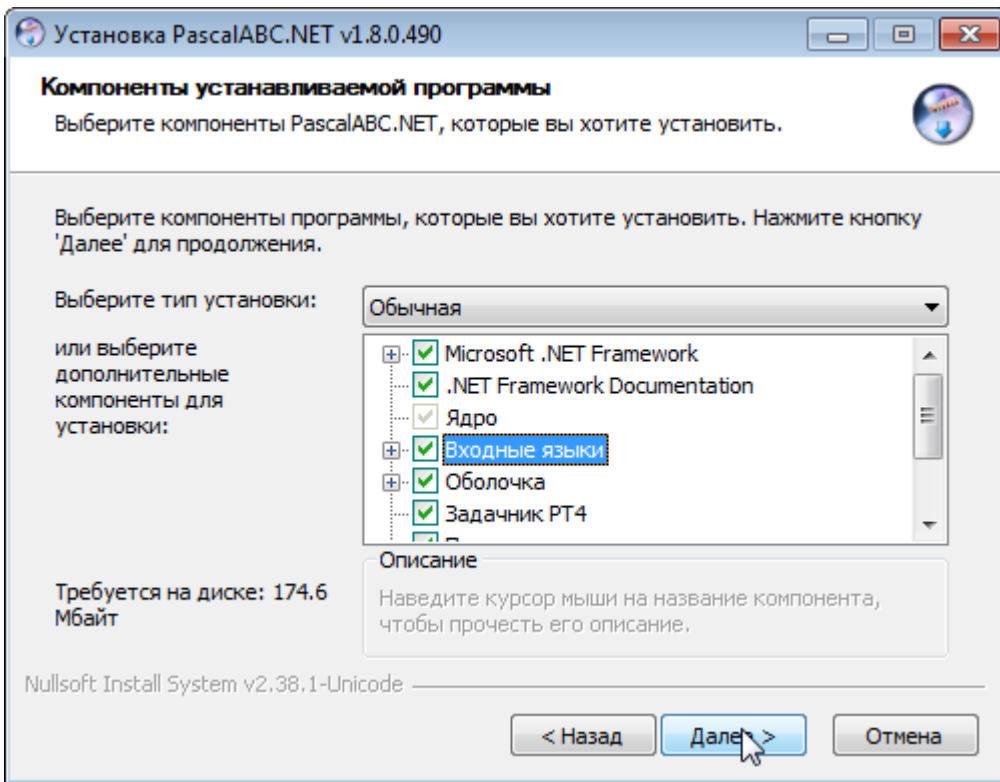 Установка PascalABC.NET v1.8.0.490
Компоненты устанавливаемой программы
Выберите компоненты PascalABC.NET, которые вы хотите установить.
Выберите компоненты программы, которые вы хотите установить. Нажмите кнопку
'Далее' для продолжения.
Выберите тип установки:
Обычная
или выберите
дополнительные
компоненты для
установки:
Microsoft .NET Framework
.NET Framework Documentation
Ядро
Входные языки
Оболочка
Задачник PT4
Описание
Наведите курсор мыши на название компонента,
чтобы прочесть его описание.
Требуется на диске: 174.6
Мбайт
Nullsoft Install System v2.38.1-Unicode
< Назад
Далее >
Отмена